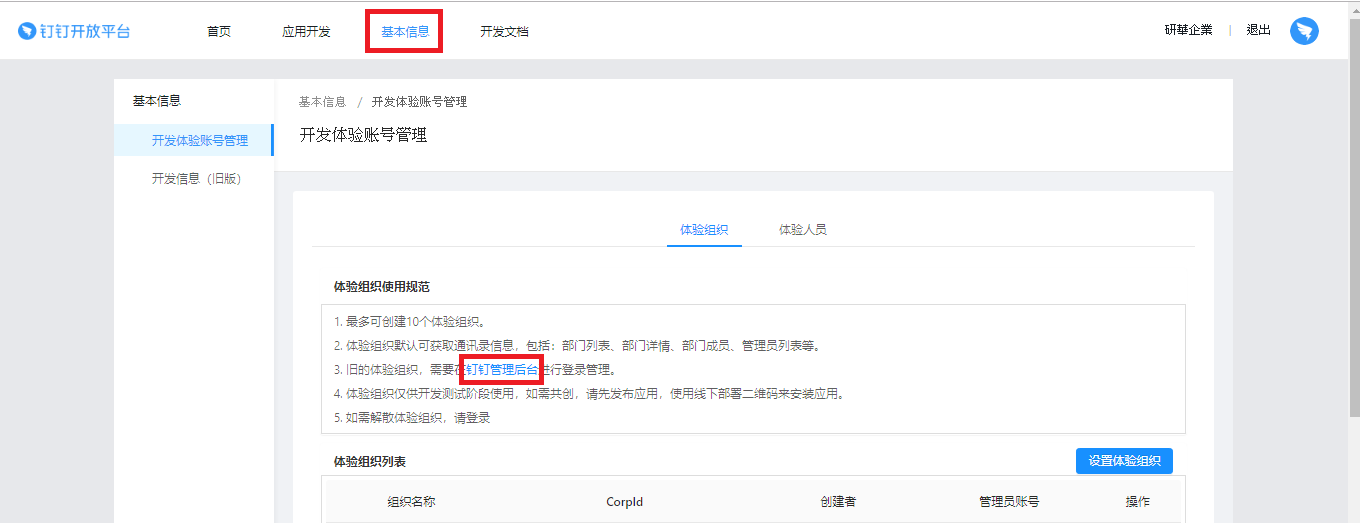 钉钉开放平台 首页 应用开发 基本信息 开发文档 研華企業 | 退出
基本信息
开发体验账号管理
开发信息（旧版）
基本信息 / 开发体验账号管理
开发体验账号管理
体验组织 体验人员
体验组织使用规范
1. 最多可创建10个体验组织。
2. 体验组织默认可获取通讯录信息，包括：部门列表、部门详情、部门成员、管理员列表等。
3. 旧的体验组织，需要在钉钉管理后台进行登录管理。
4. 体验组织仅供开发测试阶段使用，如需共创，请先发布应用，使用线下部署二维码来安装应用。
5. 如需解散体验组织，请登录
体验组织列表 设置体验组织
组织名称 CorpId 创建者 管理员账号 操作